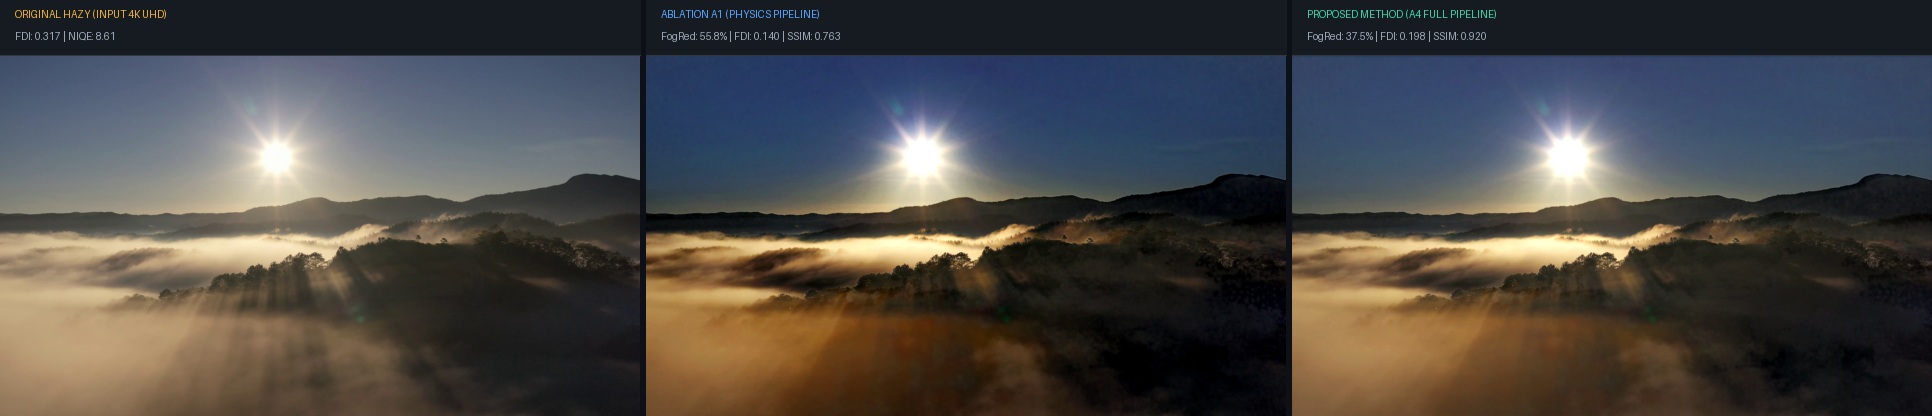 ORIGINAL HAZY (INPUT 4K UHD)
FDI: 0.317 | NIQE: 8.61
ABLATION A1 (PHYSICS PIPELINE)
FogRed: 55.8% | FDI: 0.140 | SSIM: 0.763
PROPOSED METHOD (A4 FULL PIPELINE)
FogRed: 37.5% | FDI: 0.198 | SSIM: 0.920